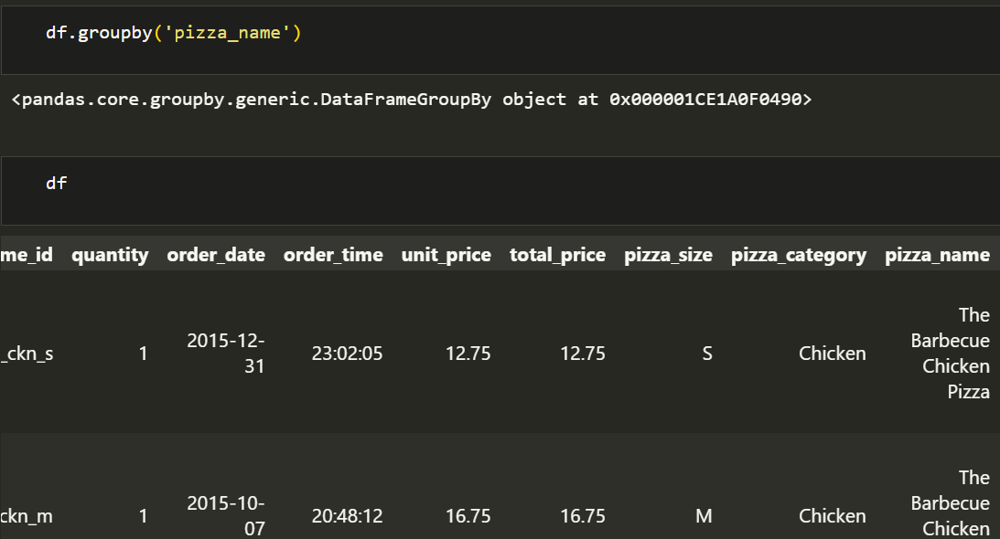 df.groupby('pizza_name')
<pandas.core.groupby.generic.DataFrameGroupBy object at 0x000001CE1A0F0490>
df
me_id quantity order_date order_time unit_price total_price pizza_size pizza_category pizza_name
_ckn_s 1 2015-12-31 23:02:05 12.75 12.75 S Chicken The Barbecue Chicken Pizza
ckn_m 1 2015-10-07 20:48:12 16.75 16.75 M Chicken The Barbecue Chicken